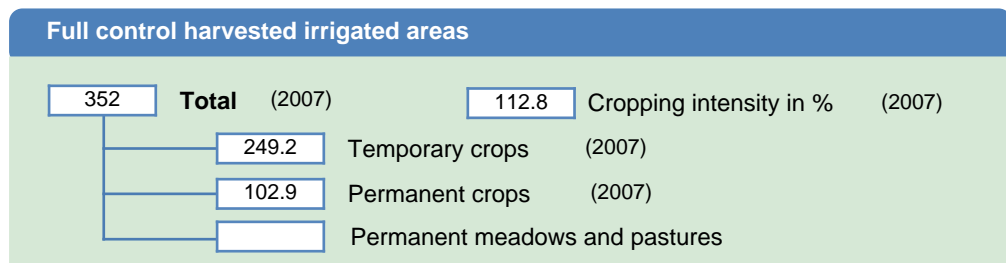 Full control harvested irrigated areas
352 Total (2007) 112.8 Cropping intensity in % (2007)
249.2 Temporary crops (2007)
102.9 Permanent crops (2007)
Permanent meadows and pastures